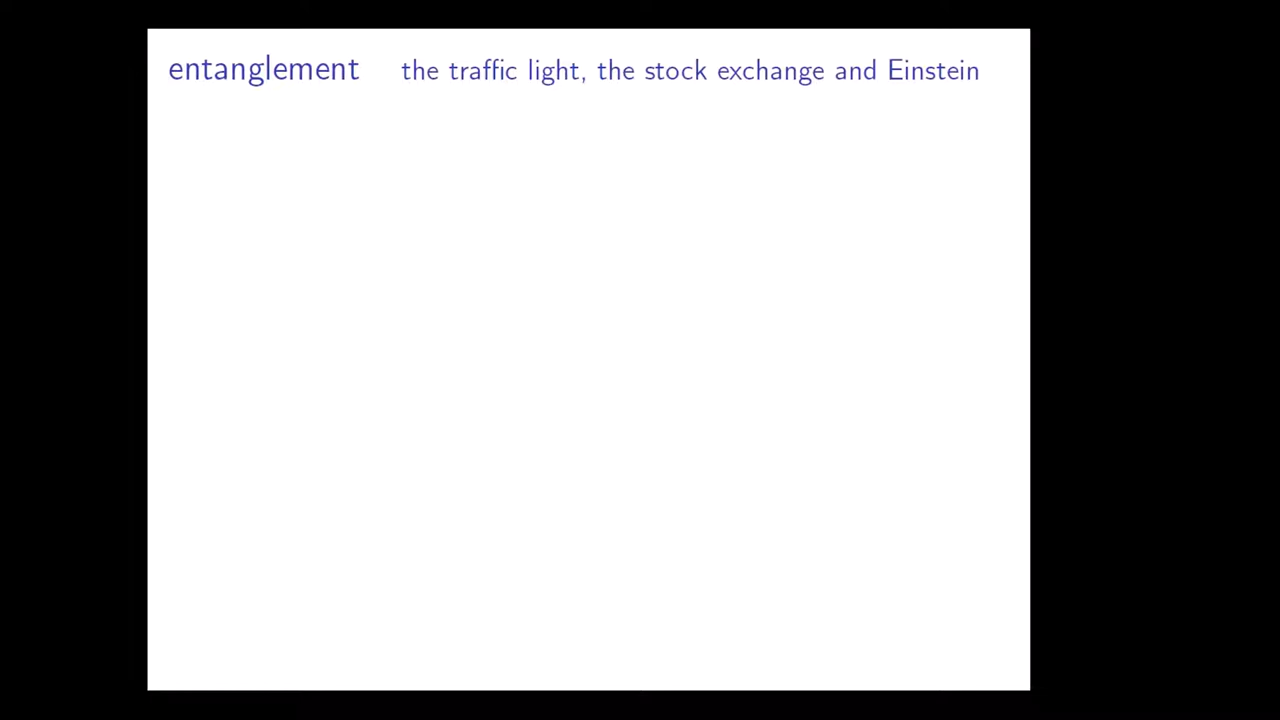 entanglement the traffic light, the stock exchange and Einstein